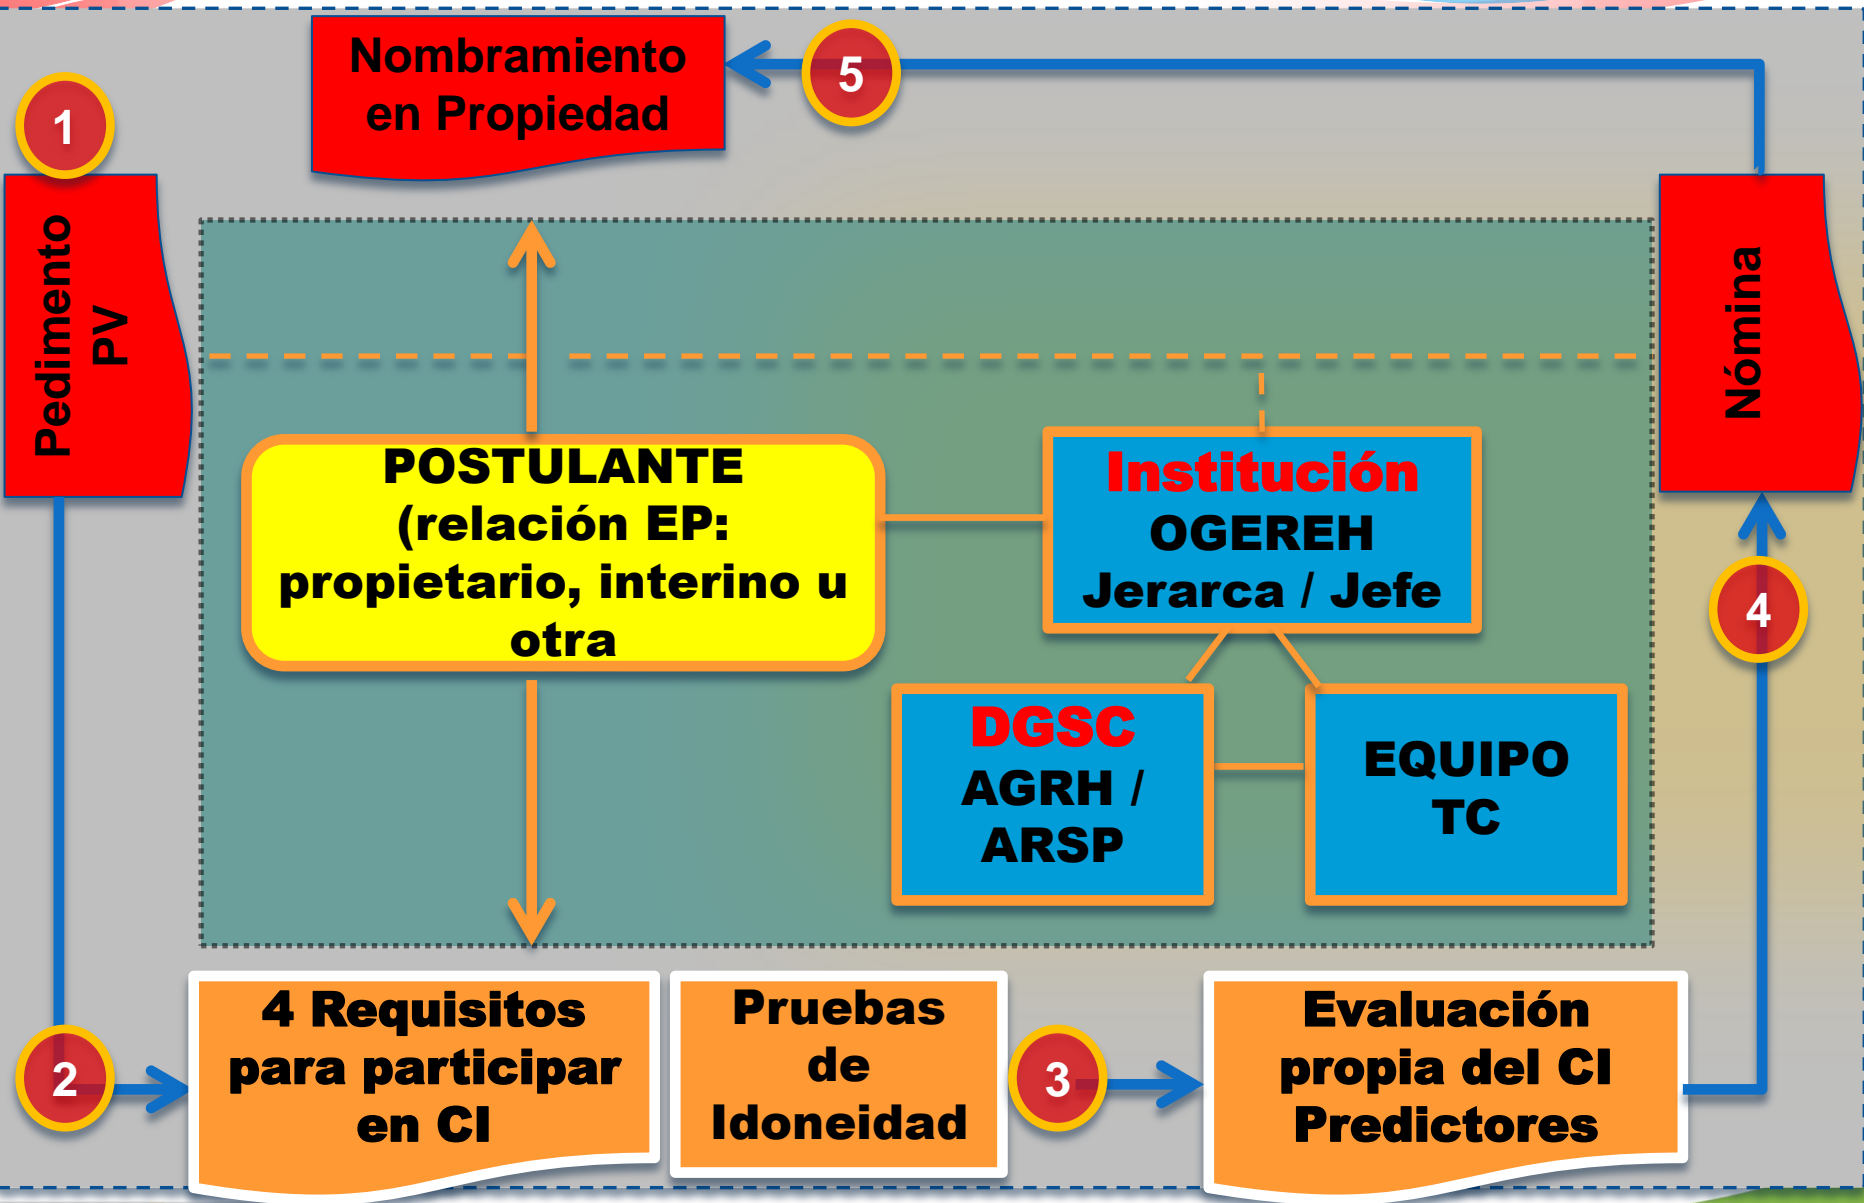 Nombramiento
en Propiedad
5
1
Pedimento
PV
Nómina
POSTULANTE
(relación EP:
propietario, interino u
otra
Institución
OGEREH
Jerarca / Jefe
4
DGSC
AGRH /
ARSP
EQUIPO
TC
2
4 Requisitos
para participar
en CI
Pruebas
de
Idoneidad
3
Evaluación
propia del CI
Predictores